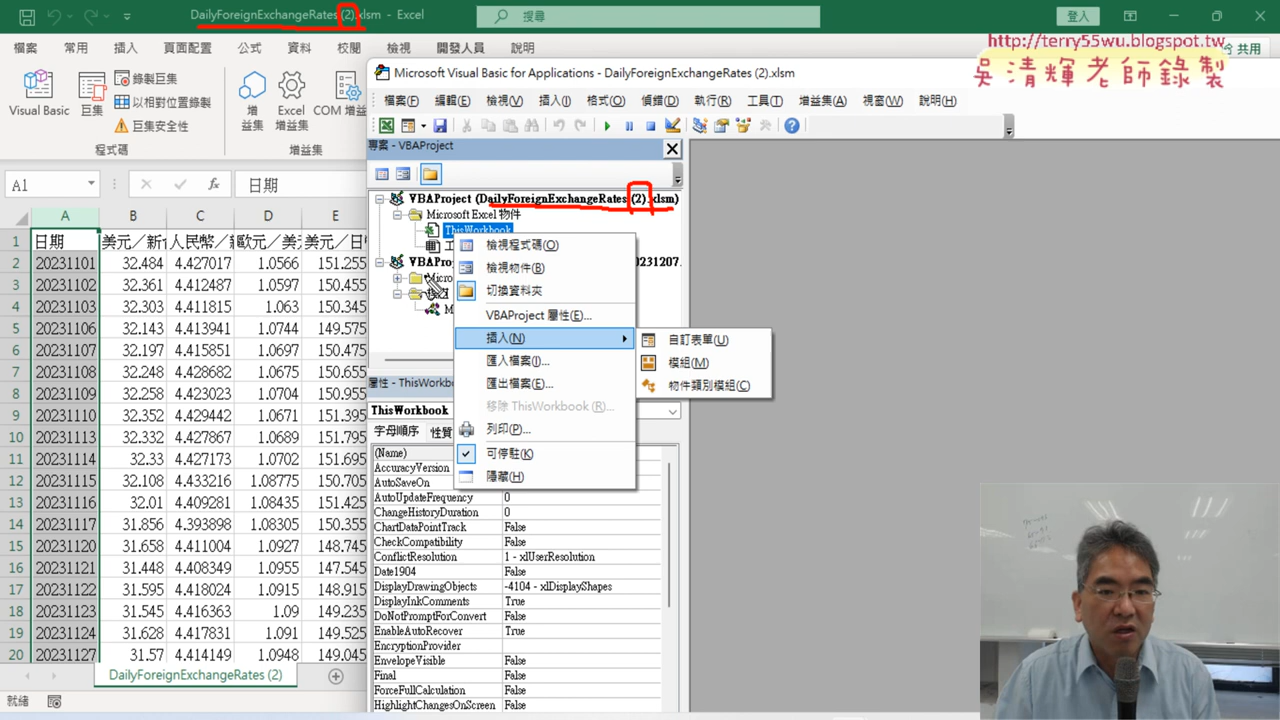 DailyForeignExchangeRates (2).xlsm - Excel
搜尋
登入
檔案 常用 插入 頁面配置 公式 資料 校閱 檢視 開發人員 說明
共用
http://terry55wu.blogspot.tw
吳清輝老師錄製
Visual Basic
巨集
錄製巨集
以相對位置錄製
巨集安全性
程式碼
增益集
Excel 增益集
COM 增益
增益集
A1
fx
日期
A B C D E
1 日期 美元／新台 人民幣／新 歐元／美元 美元／日幣
2 20231101 32.484 4.427017 1.0566 151.255
3 20231102 32.361 4.412487 1.0597 150.455
4 20231103 32.303 4.411815 1.063 150.345
5 20231106 32.143 4.413941 1.0744 149.575
6 20231107 32.197 4.415851 1.0697 150.475
7 20231108 32.248 4.428682 1.0675 150.655
8 20231109 32.258 4.423023 1.0704 150.955
9 20231110 32.352 4.429442 1.0671 151.395
10 20231113 32.332 4.427867 1.0689 151.795
11 20231114 32.33 4.427173 1.0702 151.695
12 20231115 32.108 4.433216 1.08775 150.705
13 20231116 32.01 4.409281 1.08435 151.425
14 20231117 31.856 4.393898 1.08305 150.355
15 20231120 31.658 4.411004 1.0927 148.745
16 20231121 31.448 4.408349 1.0955 147.545
17 20231122 31.595 4.418024 1.0915 148.915
18 20231123 31.545 4.416363 1.09 149.235
19 20231124 31.628 4.417831 1.091 149.525
20 20231127 31.57 4.414149 1.0948 149.045
DailyForeignExchangeRates (2)
就緒
Microsoft Visual Basic for Applications - DailyForeignExchangeRates (2).xlsm
檔案(F) 編輯(E) 檢視(V) 插入(I) 格式(O) 偵錯(D) 執行(R) 工具(T) 增益集(A) 視窗(W) 說明(H)
專案 - VBAProject
VBAProject (DailyForeignExchangeRates (2).xlsm)
Microsoft Excel 物件
ThisWorkbook
檢視程式碼(O)
檢視物件(B)
切換資料夾
VBAProject 屬性(E)...
插入(N)
匯入檔案(I)...
匯出檔案(E)...
移除 ThisWorkbook (R)...
列印(P)...
可停駐(K)
隱藏(H)
自訂表單(U)
模組(M)
物件類別模組(C)
屬性 - ThisWorkbo
ThisWorkbook
字母順序
(Name)
AccuracyVersion
AutoSaveOn
AutoUpdateFrequency 0
ChangeHistoryDuration 0
ChartDataPointTrack False
CheckCompatibility False
ConflictResolution 1 - xlUserResolution
Date1904 False
DisplayDrawingObjects -4104 - xlDisplayShapes
DisplayInkComments True
DoNotPromptForConvert False
EnableAutoRecover True
EncryptionProvider
EnvelopeVisible False
Final False
ForceFullCalculation False
HighlightChangesOnScreen False